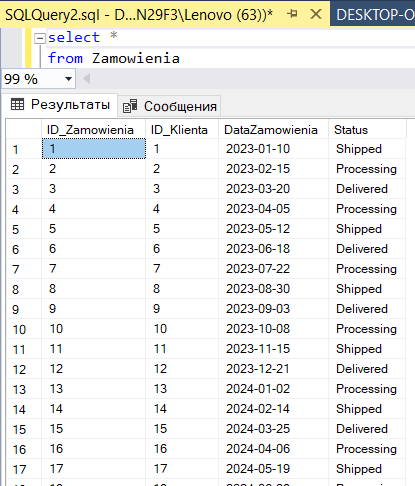 SQLQuery2.sql - D...N29F3\Lenovo (63))* DESKTOP-O
select *
from Zamowienia
99 %
Результаты Сообщения
ID_Zamowienia ID_Klienta DataZamowienia Status
1 1 1 2023-01-10 Shipped
2 2 2 2023-02-15 Processing
3 3 3 2023-03-20 Delivered
4 4 4 2023-04-05 Processing
5 5 5 2023-05-12 Shipped
6 6 6 2023-06-18 Delivered
7 7 7 2023-07-22 Processing
8 8 8 2023-08-30 Shipped
9 9 9 2023-09-03 Delivered
10 10 10 2023-10-08 Processing
11 11 11 2023-11-15 Shipped
12 12 12 2023-12-21 Delivered
13 13 13 2024-01-02 Processing
14 14 14 2024-02-14 Shipped
15 15 15 2024-03-25 Delivered
16 16 16 2024-04-06 Processing
17 17 17 2024-05-19 Shipped